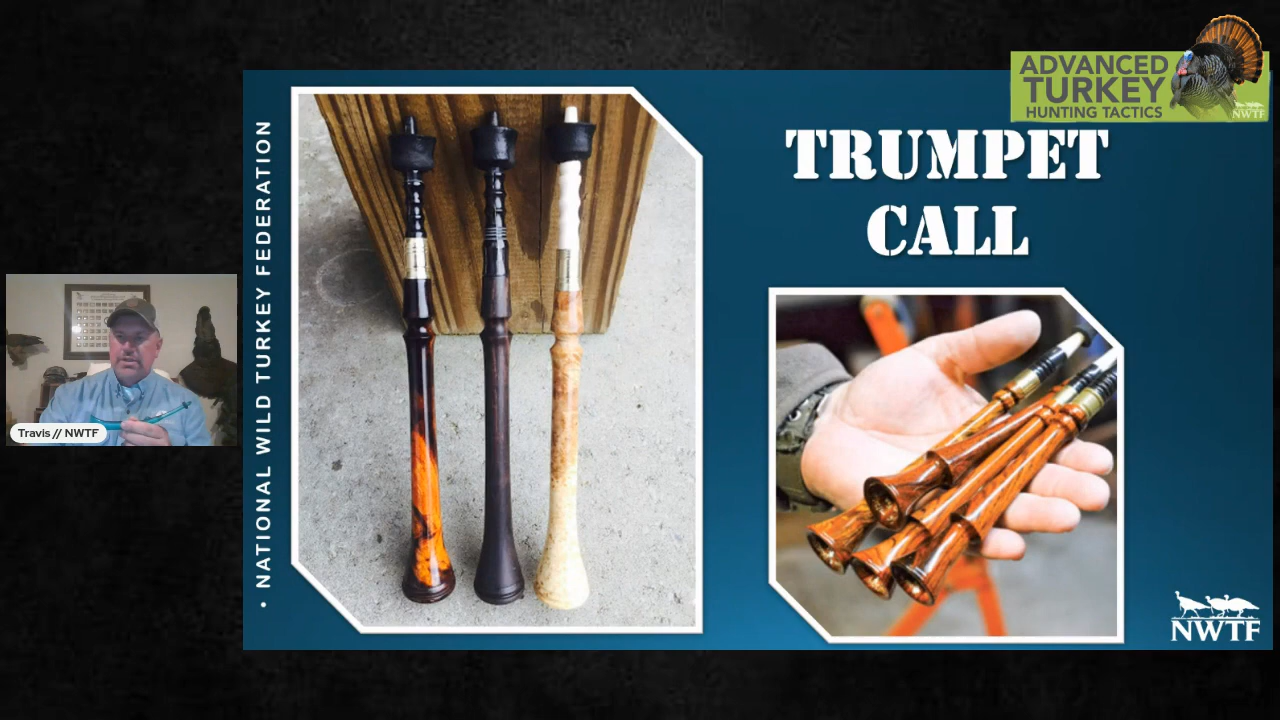 ADVANCED
TURKEY
HUNTING TACTICS
NWTF
• NATIONAL WILD TURKEY FEDERATION
TRUMPET
CALL
Travis // NWTF
NWTF